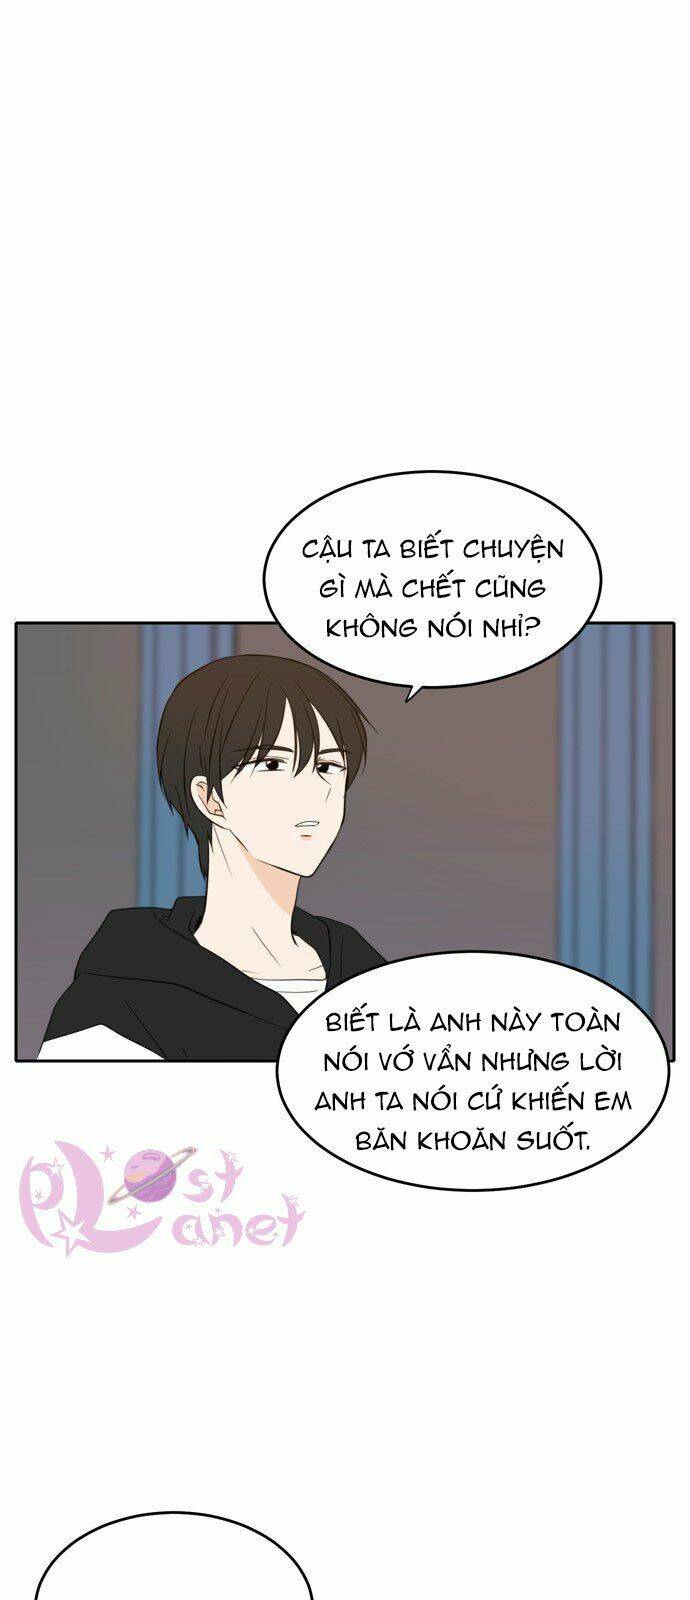 CẬU TA BIẾT CHUYỆN
GÌ MÀ CHẾT CŨNG
KHÔNG NÓI NHỈ?
BIẾT LÀ ANH NÀY TOÀN
NÓI VỚ VẨN NHƯNG LỜI
ANH TA NÓI CỨ KHIẾN EM
BĂN KHOĂN SUỐT.
Lost
Planet